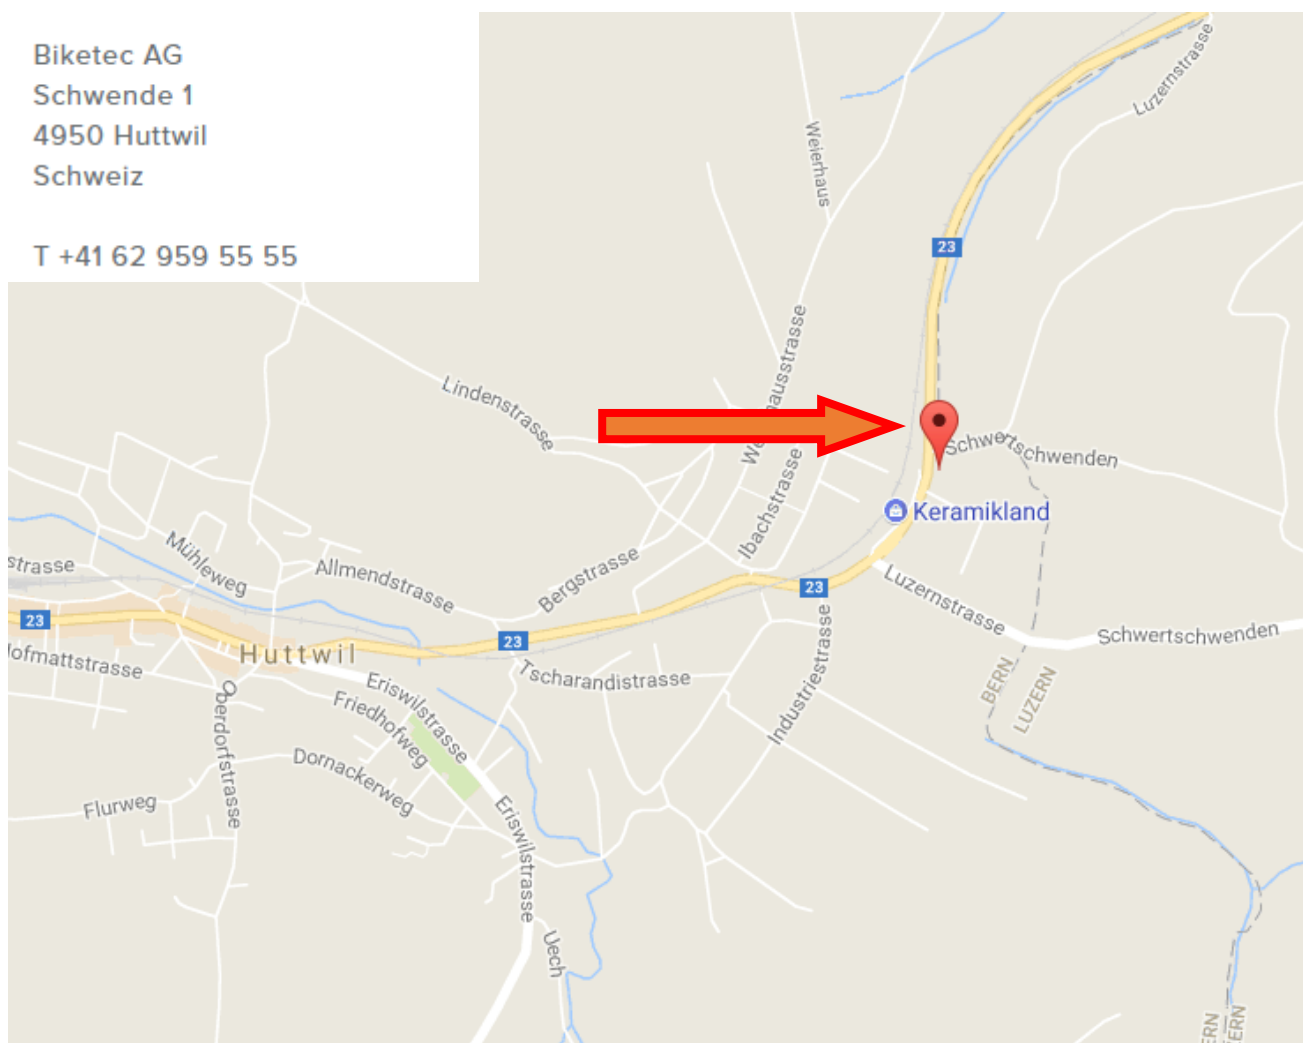 Biketec AG
Schwende 1
4950 Huttwil
Schweiz
T +41 62 959 55 55
Luzernstrasse
Weierhaus
23
Lindenstrasse
Schwertschwenden
Keramikland
Ibachstrasse
strasse
Mühleweg
Allmendstrasse
Bergstrasse
23
Luzernstrasse
23
23
Huttwil
Schwertschwenden
Industriestrasse
Tscharandistrasse
Eriswilstrasse
Friedhofweg
Oberdorfstrasse
BERN
LUZERN
Dornackerweg
Flurweg
Eriswilstrasse
Uech